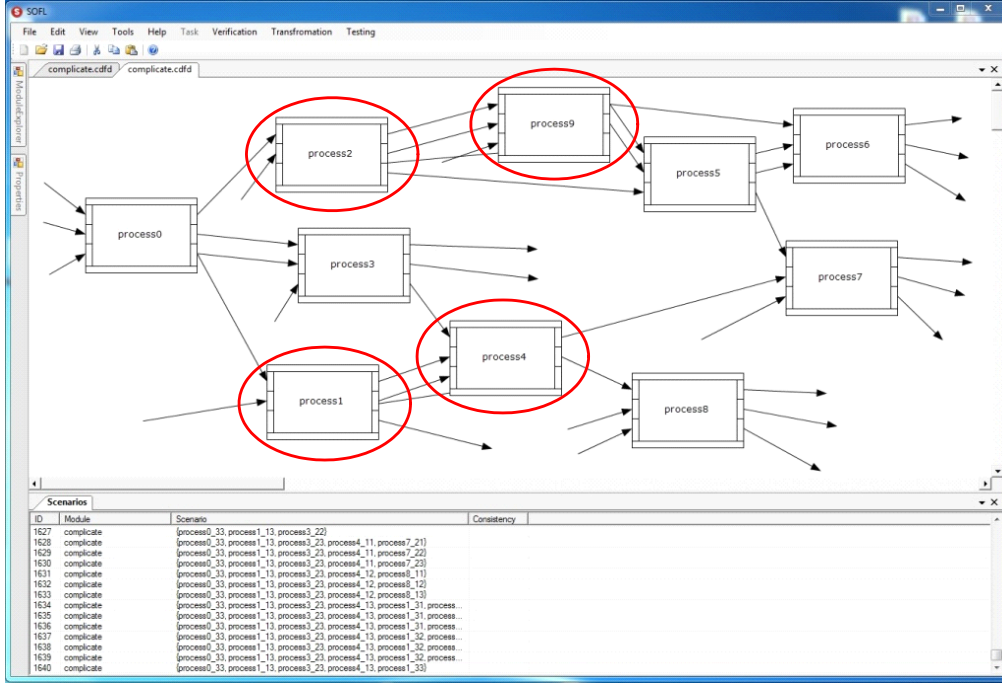 SOFL
File Edit View Tools Help Task Verification Transfromation Testing
complicate.cdfd complicate.cdfd
ModuleExplorer
Properties
process9
process2
process6
process5
process0
process3
process7
process4
process1
process8
Scenarios
ID Module Scenario Consistency
1627 complicate {process0_33, process1_13, process3_22}
1628 complicate {process0_33, process1_13, process3_23, process4_11, process7_21}
1629 complicate {process0_33, process1_13, process3_23, process4_11, process7_22}
1630 complicate {process0_33, process1_13, process3_23, process4_11, process7_23}
1631 complicate {process0_33, process1_13, process3_23, process4_12, process8_11}
1632 complicate {process0_33, process1_13, process3_23, process4_12, process8_12}
1633 complicate {process0_33, process1_13, process3_23, process4_12, process8_13}
1634 complicate {process0_33, process1_13, process3_23, process4_13, process1_31, process...
1635 complicate {process0_33, process1_13, process3_23, process4_13, process1_31, process...
1636 complicate {process0_33, process1_13, process3_23, process4_13, process1_31, process...
1637 complicate {process0_33, process1_13, process3_23, process4_13, process1_32, process...
1638 complicate {process0_33, process1_13, process3_23, process4_13, process1_32, process...
1639 complicate {process0_33, process1_13, process3_23, process4_13, process1_32, process...
1640 complicate {process0_33, process1_13, process3_23, process4_13, process1_33}